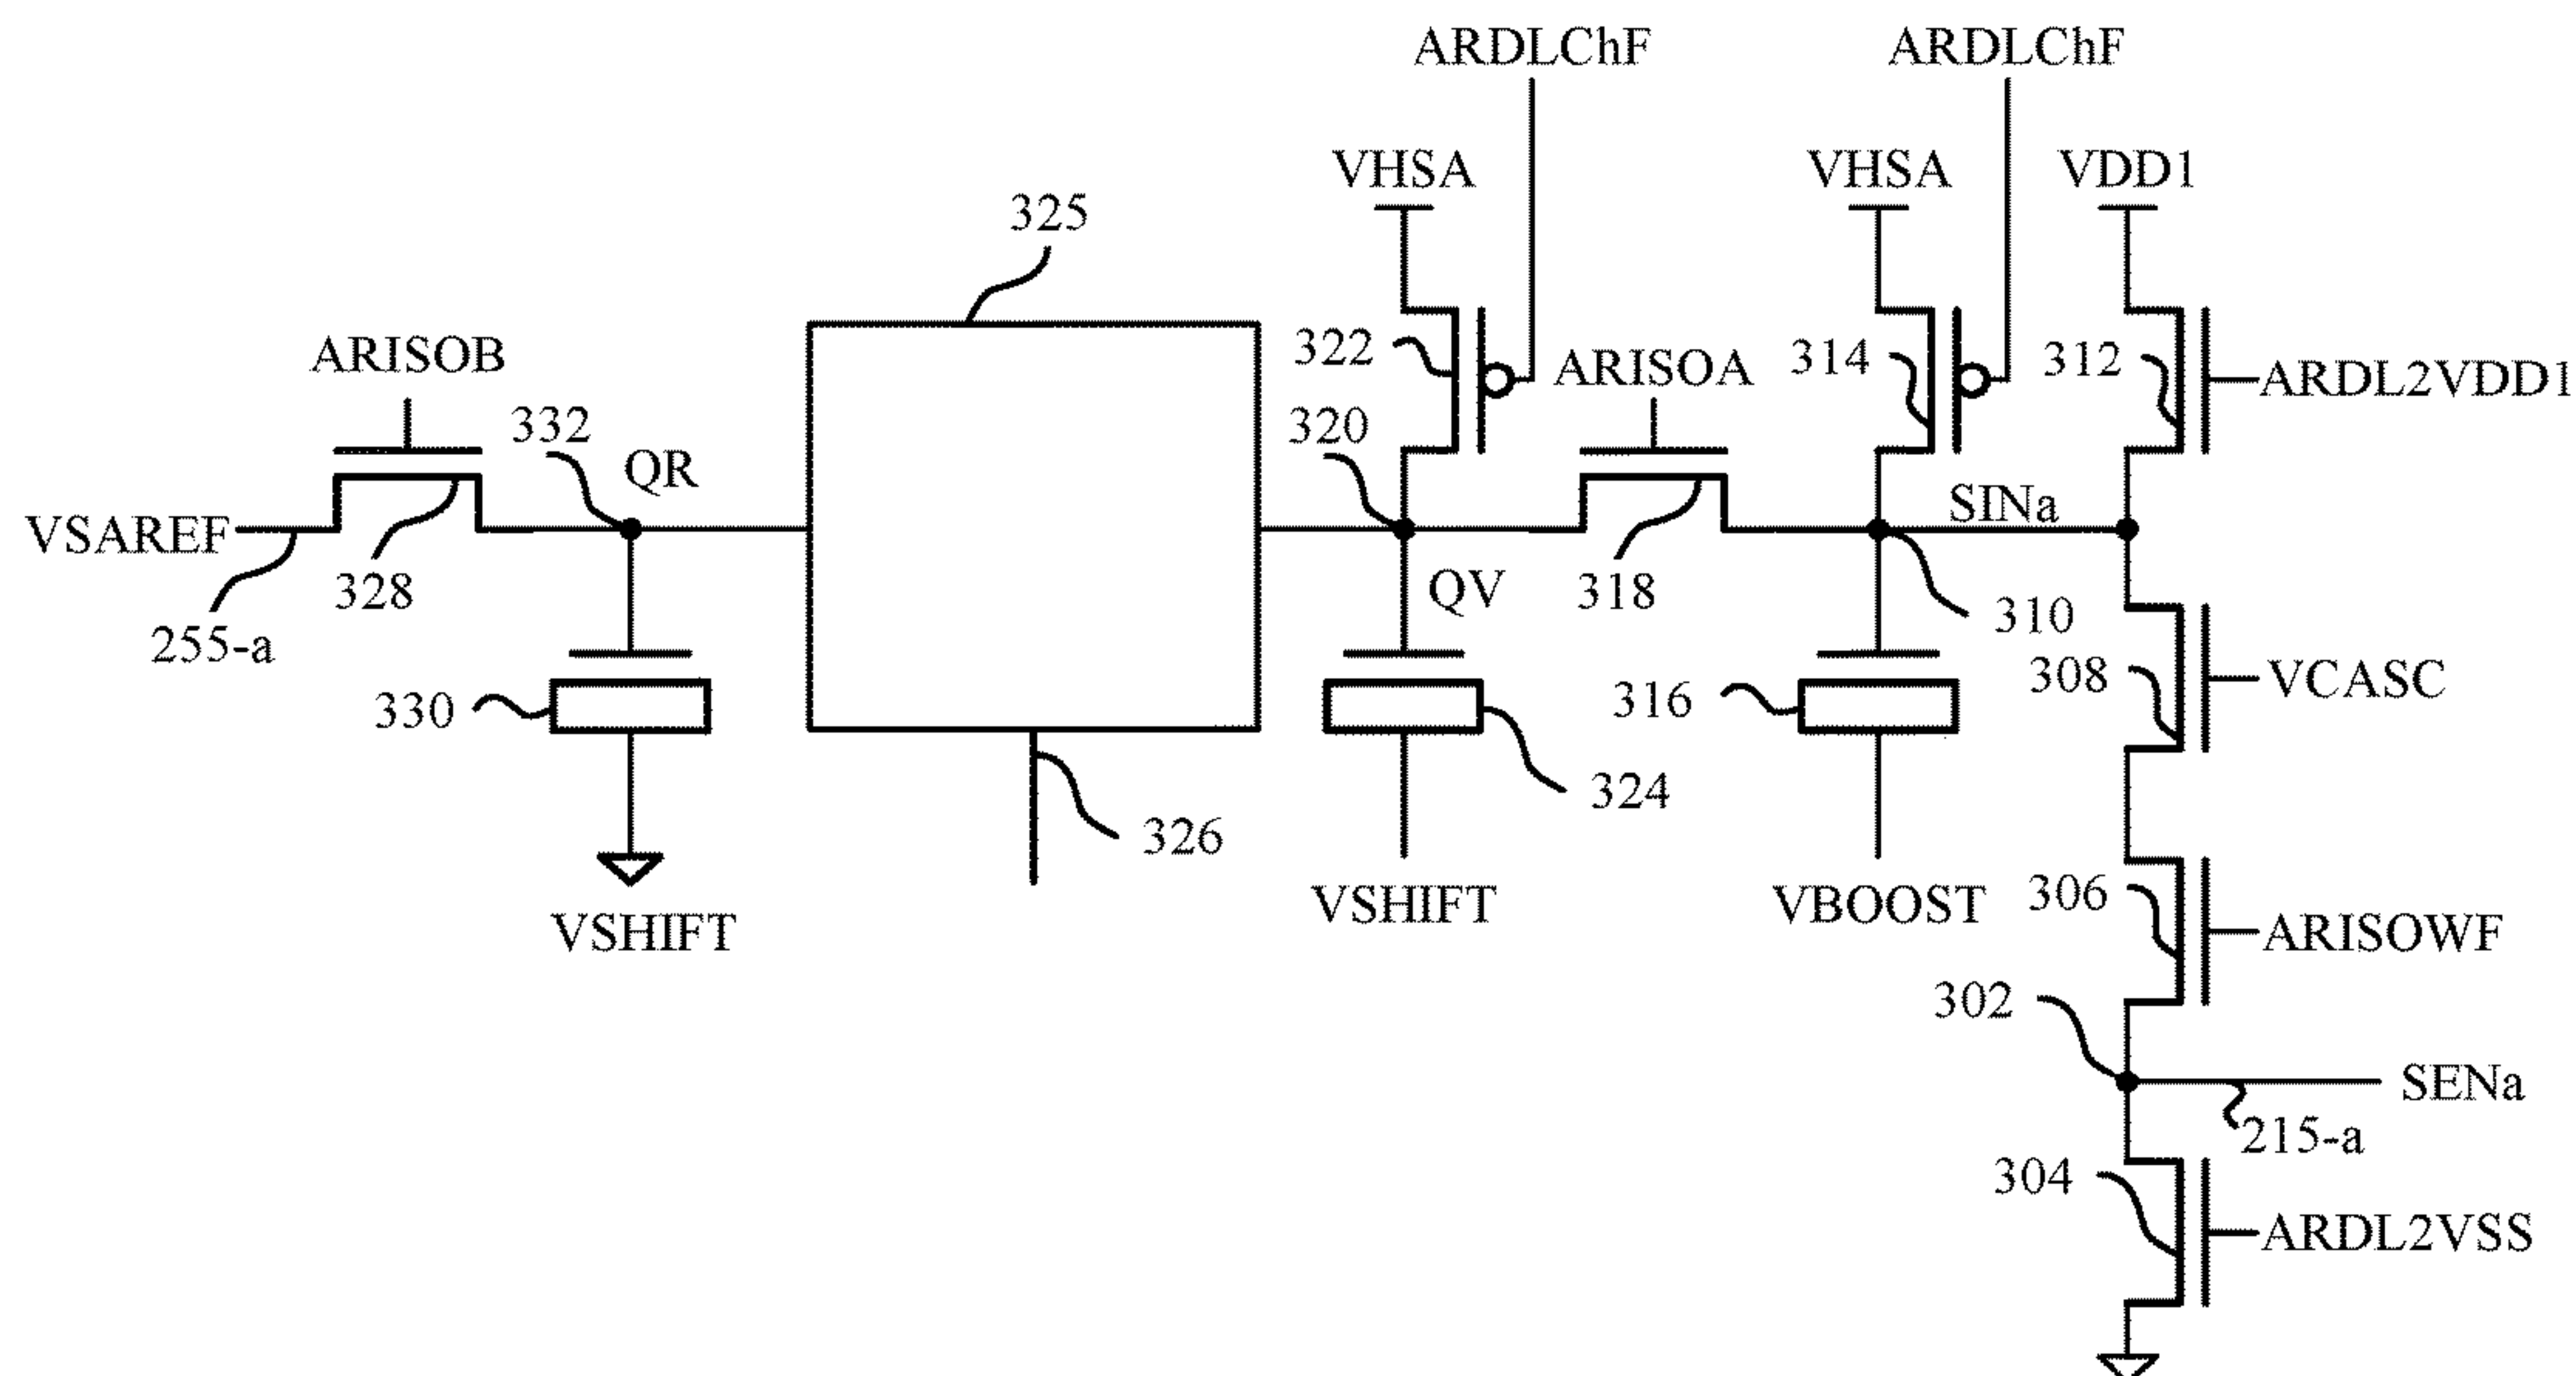 ARDLChF
ARDLChF
VHSA
VHSA
VDD1
325
322
ARISOA
314
312
ARDL2VDD1
ARISOB
332
QR
320
SINa
VSAREF
328
QV
318
310
255-a
330
324
316
308
VCASC
326
VSHIFT
VSHIFT
VBOOST
306
ARISOWF
302
SENa
215-a
304
ARDL2VSS